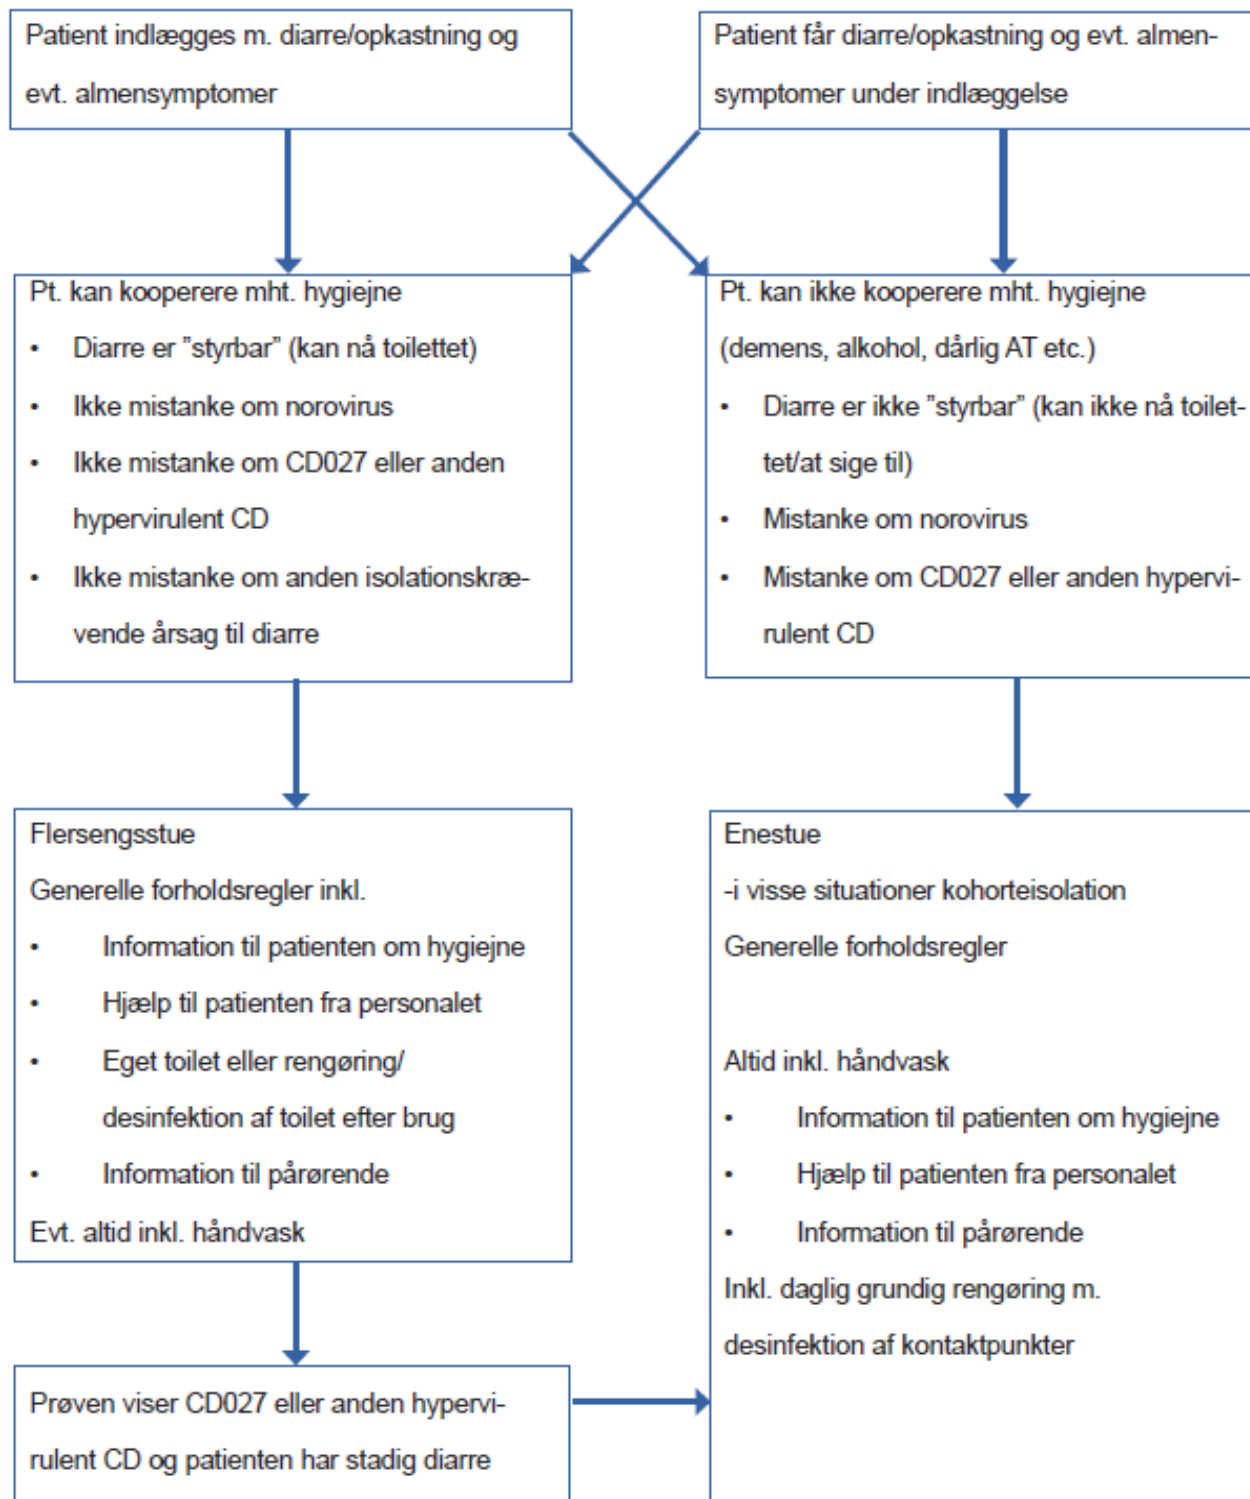 Patient indlægges m. diarre/opkastning og
evt. almensymptomer
Patient får diarre/opkastning og evt. almen-
symptomer under indlæggelse
Pt. kan kooperere mht. hygiejne
• Diarre er ”styrbar” (kan nå toilettet)
• Ikke mistanke om norovirus
• Ikke mistanke om CD027 eller anden
hypervirulent CD
• Ikke mistanke om anden isolationskræ-
vende årsag til diarre
Pt. kan ikke kooperere mht. hygiejne
(demens, alkohol, dårlig AT etc.)
• Diarre er ikke ”styrbar” (kan ikke nå toilet-
tet/at sige til)
• Mistanke om norovirus
• Mistanke om CD027 eller anden hypervi-
rulent CD
Flersengsstue
Generelle forholdsregler inkl.
• Information til patienten om hygiejne
• Hjælp til patienten fra personalet
• Eget toilet eller rengøring/
desinfektion af toilet efter brug
• Information til pårørende
Evt. altid inkl. håndvask
Enestue
-i visse situationer kohorteisolation
Generelle forholdsregler
Altid inkl. håndvask
• Information til patienten om hygiejne
• Hjælp til patienten fra personalet
• Information til pårørende
Inkl. daglig grundig rengøring m.
desinfektion af kontaktpunkter
Prøven viser CD027 eller anden hypervi-
rulent CD og patienten har stadig diarre